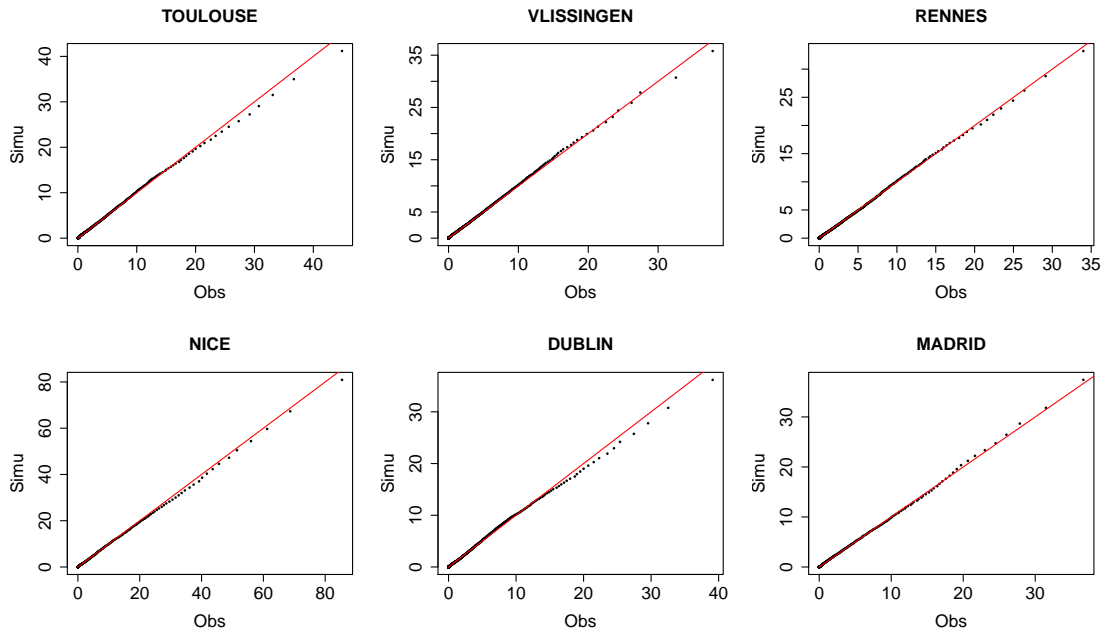 TOULOUSE VLISSINGEN RENNES
Simu Simu Simu
40 35 25
30 25 15
20 15 5
10 5 0
0 0
0 10 20 30 40 0 10 20 30 0 5 10 15 20 25 30 35
Obs Obs Obs
NICE DUBLIN MADRID
Simu Simu Simu
80 30 30
60 20 20
40 10 10
20 0 0
0
0 20 40 60 80 0 10 20 30 40 0 10 20 30
Obs Obs Obs